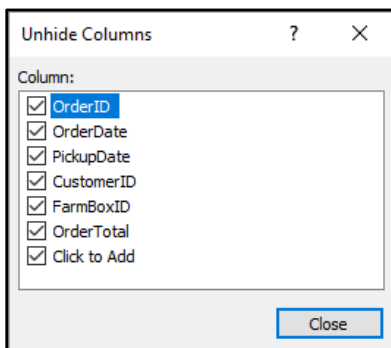 Unhide Columns ?
Column:
OrderID
OrderDate
PickupDate
CustomerID
FarmBoxID
OrderTotal
Click to Add
Close